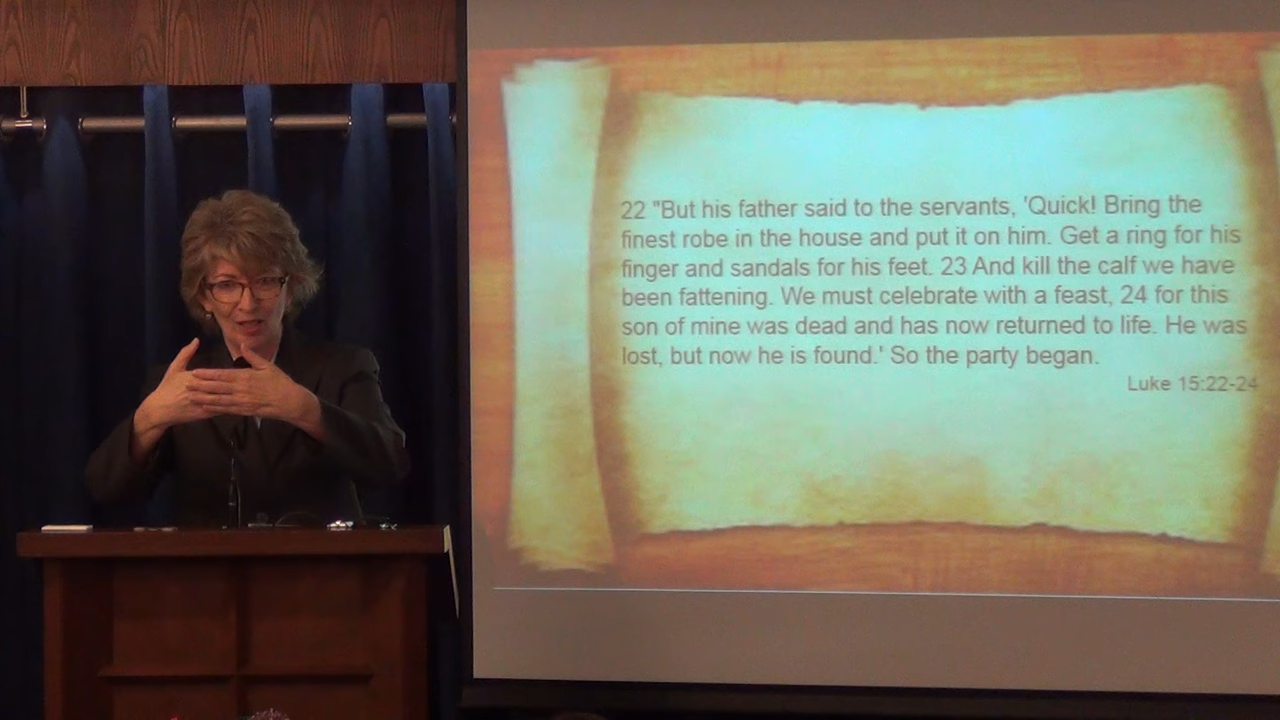 22 "But his father said to the servants, 'Quick! Bring the
finest robe in the house and put it on him. Get a ring for his
finger and sandals for his feet. 23 And kill the calf we have
been fattening. We must celebrate with a feast, 24 for this
son of mine was dead and has now returned to life. He was
lost, but now he is found.' So the party began.
Luke 15:22-24